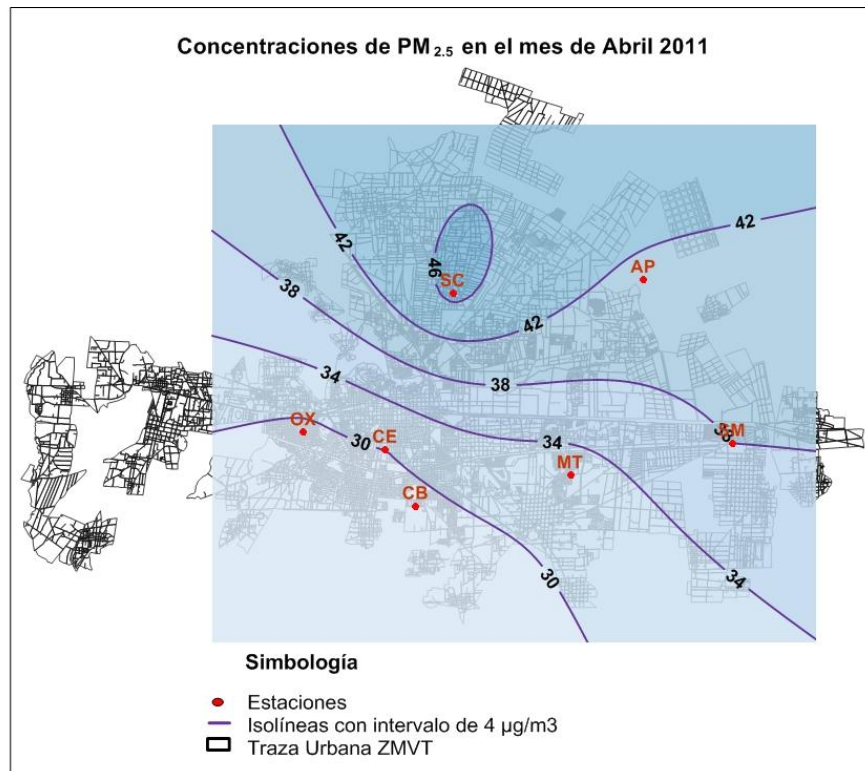 Concentraciones de PM 2.5 en el mes de Abril 2011
42
42
46
SC
AP
38
42
38
34
OX
30
CE
34
38
SM
MT
CB
30
34
Simbología
Estaciones
Isolíneas con intervalo de 4 µg/m3
Traza Urbana ZMVT